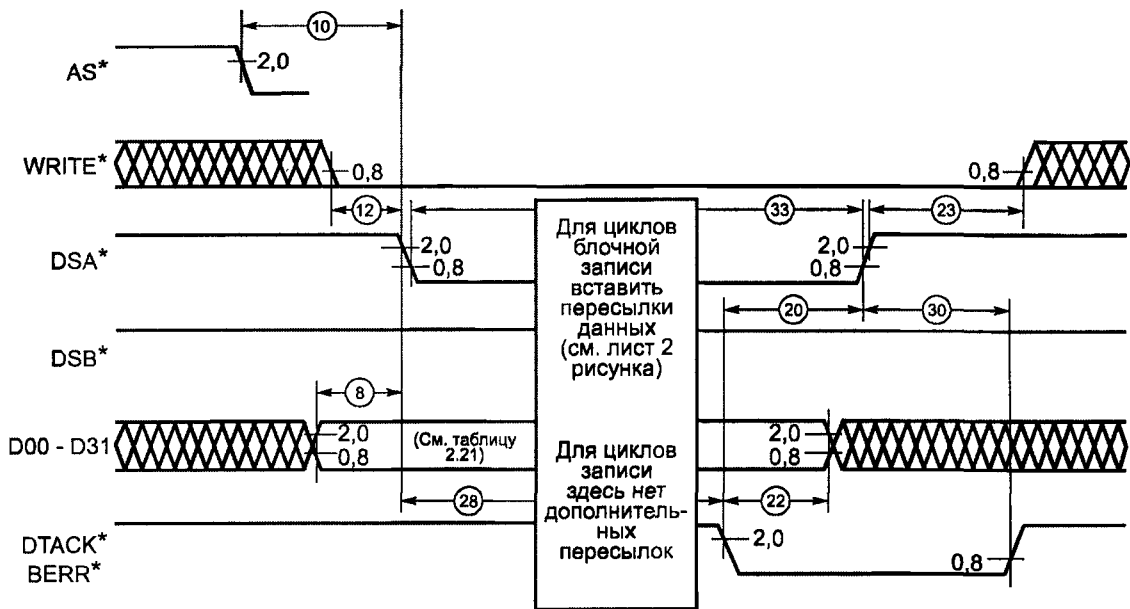 10
AS*
2,0
WRITE*
0,8
0,8
12
33
23
DSA*
2,0
0,8
2,0
0,8
Для циклов
блочной
записи
вставить
пересылки
данных
(см. лист 2
рисунка)
20
30
DSB*
8
D00 - D31
2,0
0,8
(См. таблицу
2.21)
2,0
0,8
Для циклов
записи
здесь нет
дополнитель-
ных
пересылок
28
22
DTACK*
BERR*
2,0
0,8